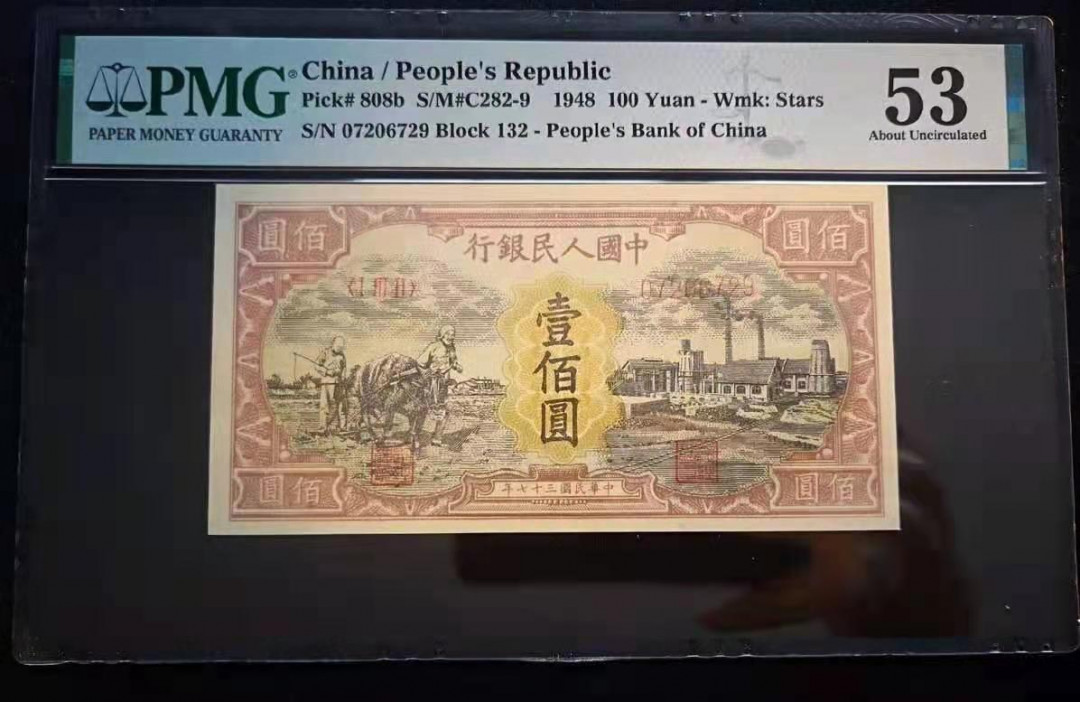 PMG®
PAPER MONEY GUARANTY
China / People's Republic
Pick# 808b S/M#C282-9 1948 100 Yuan - Wmk: Stars
S/N 07206729 Block 132 - People's Bank of China
53
About Uncirculated
圓佰
行銀民人國中
圓佰
07206729
壹佰圓
圓佰
年七十三國民華中
圓佰